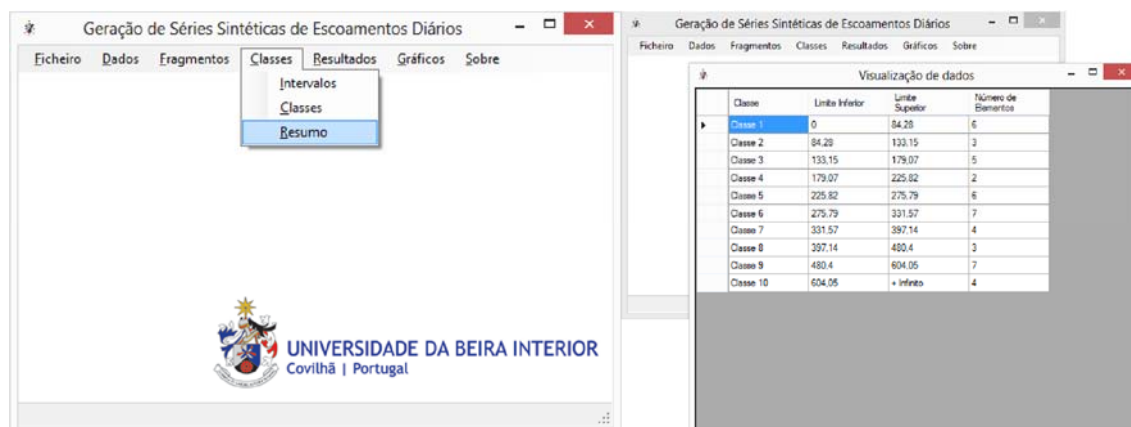 Geração de Séries Sintéticas de Escoamentos Diários
Ficheiro Dados Fragmentos Classes Resultados Gráficos Sobre
Intervalos
Classes
Resumo
UNIVERSIDADE DA BEIRA INTERIOR
Covilhã | Portugal
Geração de Séries Sintéticas de Escoamentos Diários
Ficheiro Dados Fragmentos Classes Resultados Gráficos Sobre
Visualização de dados
Classe Limite Inferior Limite Superior Número de Elementos
Classe 1 0 84,28 6
Classe 2 84,28 133,15 3
Classe 3 133,15 179,07 5
Classe 4 179,07 225,82 2
Classe 5 225,82 275,79 6
Classe 6 275,79 331,57 7
Classe 7 331,57 397,14 4
Classe 8 397,14 480,4 3
Classe 9 480,4 604,05 7
Classe 10 604,05 + Infinito 4